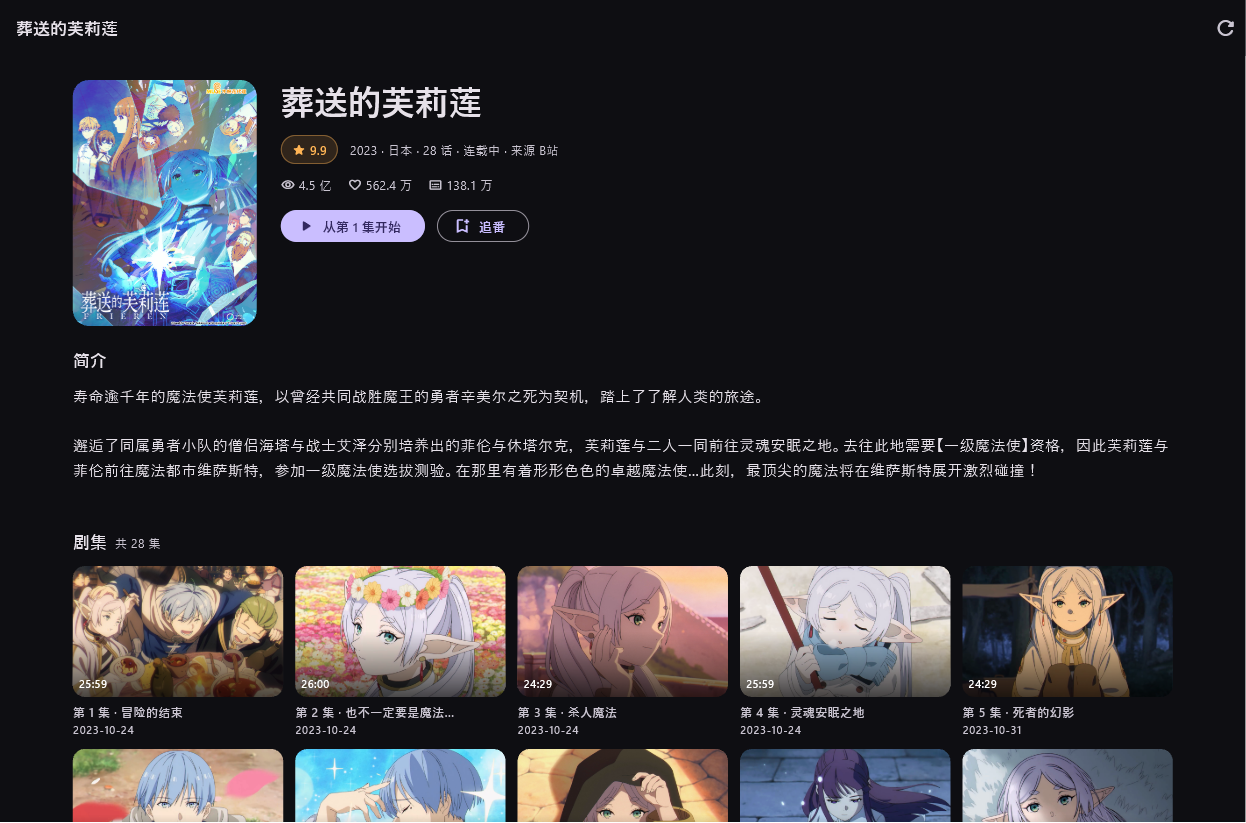 葬送的芙莉莲
葬送的芙莉莲
9.9
2023 · 日本 · 28 话 · 连载中 · 来源 B站
4.5 亿
562.4 万
138.1 万
从第 1 集开始
追番
葬送的芙莉莲
FRIEREN
简介
寿命逾千年的魔法使芙莉莲，以曾经共同战胜魔王的勇者辛美尔之死为契机，踏上了了解人类的旅途。
邂逅了同属勇者小队的僧侣海塔与战士艾泽分别培养出的菲伦与休塔尔克，芙莉莲与二人一同前往灵魂安眠之地。去往此地需要【一级魔法使】资格，因此芙莉莲与
菲伦前往魔法都市维萨斯特，参加一级魔法使选拔测验。在那里有着形形色色的卓越魔法使...此刻，最顶尖的魔法将在维萨斯特展开激烈碰撞！
剧集 共 28 集
25:59
26:00
24:29
25:59
24:29
第 1 集 · 冒险的结束
第 2 集 · 也不一定要是魔法...
第 3 集 · 杀人魔法
第 4 集 · 灵魂安眠之地
第 5 集 · 死者的幻影
2023-10-24
2023-10-24
2023-10-24
2023-10-24
2023-10-31